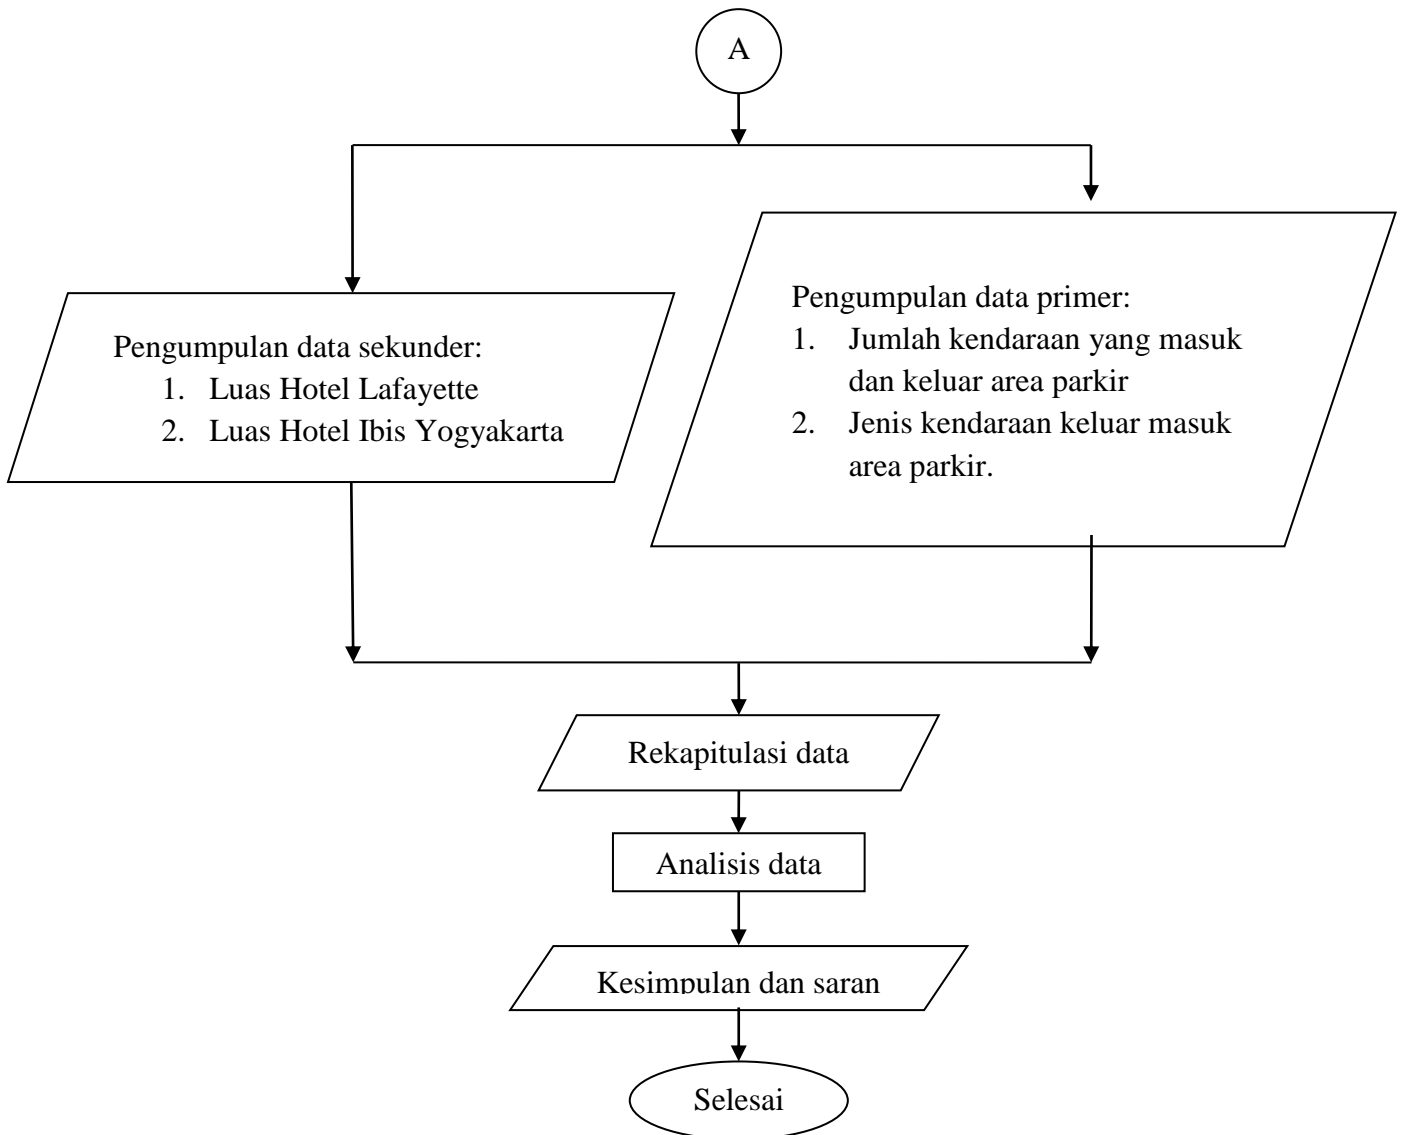 A
Pengumpulan data sekunder:
1. Luas Hotel Lafayette
2. Luas Hotel Ibis Yogyakarta
Pengumpulan data primer:
1. Jumlah kendaraan yang masuk
dan keluar area parkir
2. Jenis kendaraan keluar masuk
area parkir.
Rekapitulasi data
Analisis data
Kesimpulan dan saran
Selesai